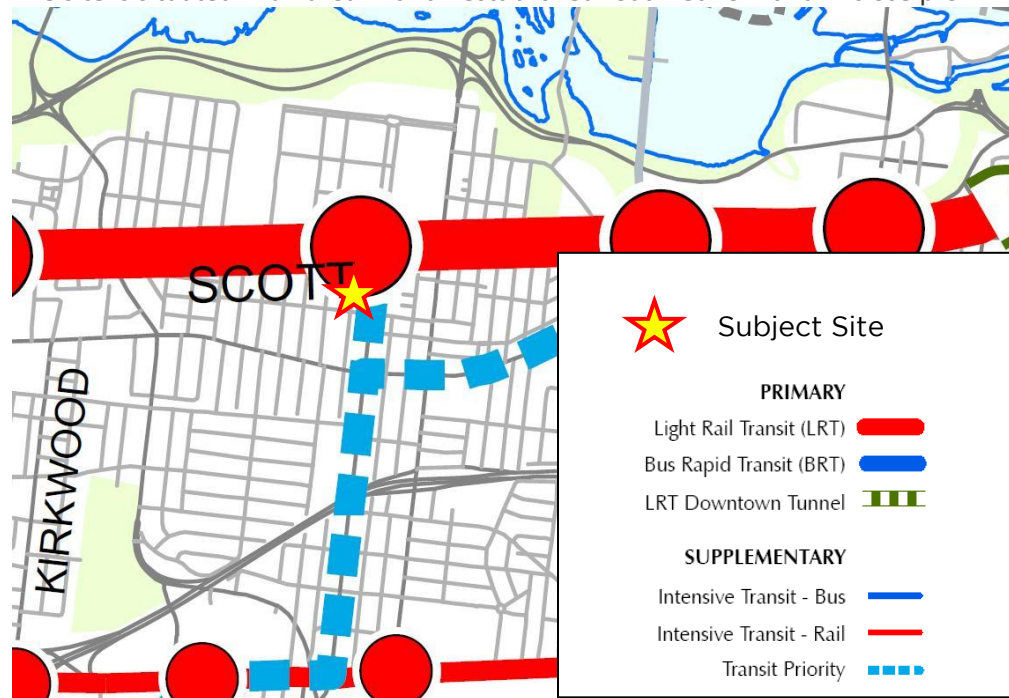 SCOTT
KIRKWOOD
Subject Site
PRIMARY
Light Rail Transit (LRT)
Bus Rapid Transit (BRT)
LRT Downtown Tunnel
SUPPLEMENTARY
Intensive Transit - Bus
Intensive Transit - Rail
Transit Priority